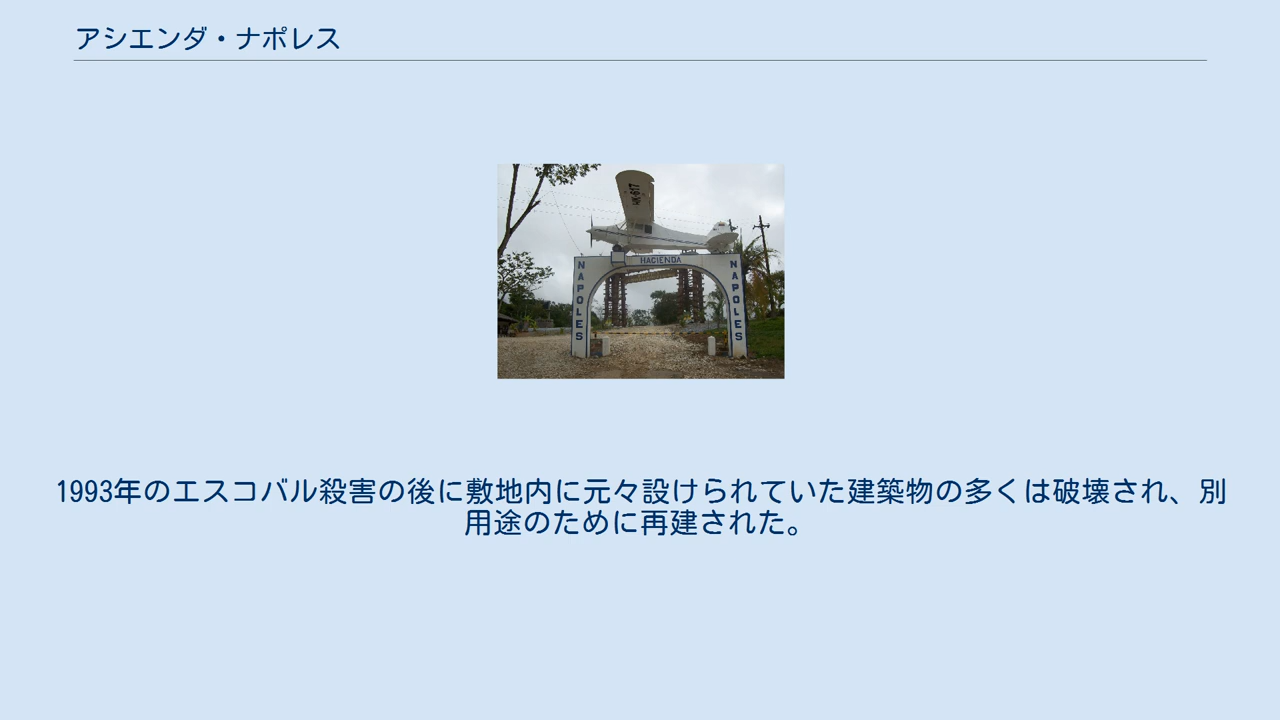 アシエンダ・ナポレス
HK-617
HACIENDA
NAPOLES
NAPOLES
1993年のエスコバル殺害の後に敷地内に元々設けられていた建築物の多くは破壊され、別
用途のために再建された。